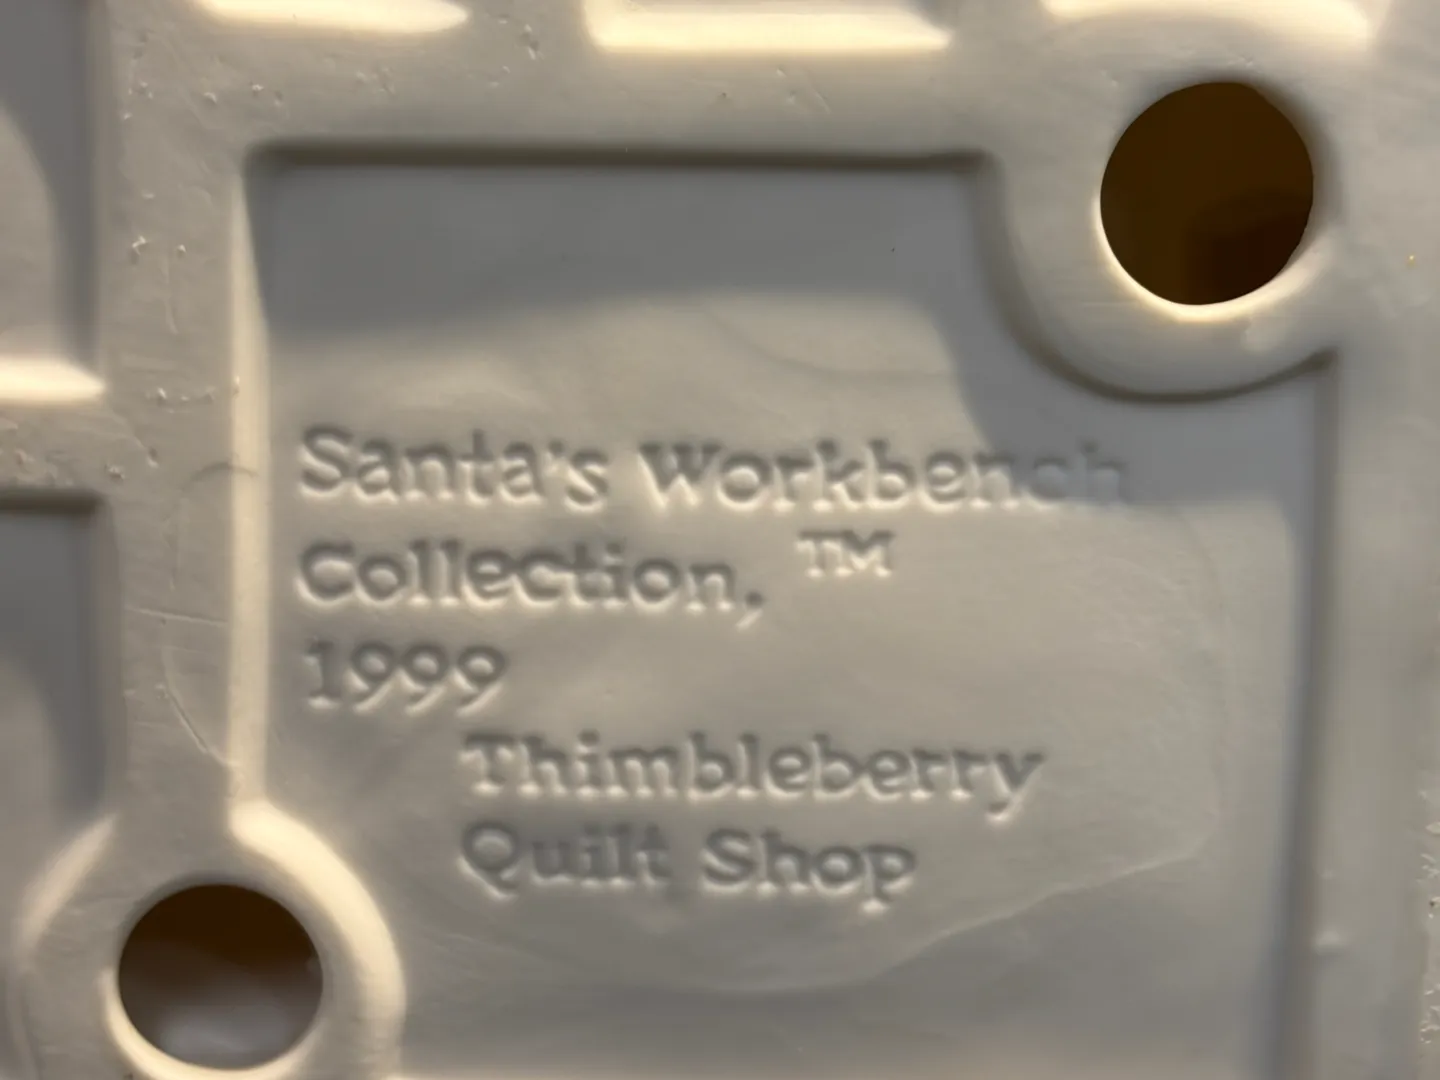 Santa's Workbench
Collection, ™
1999
Thimbleberry
Quilt Shop